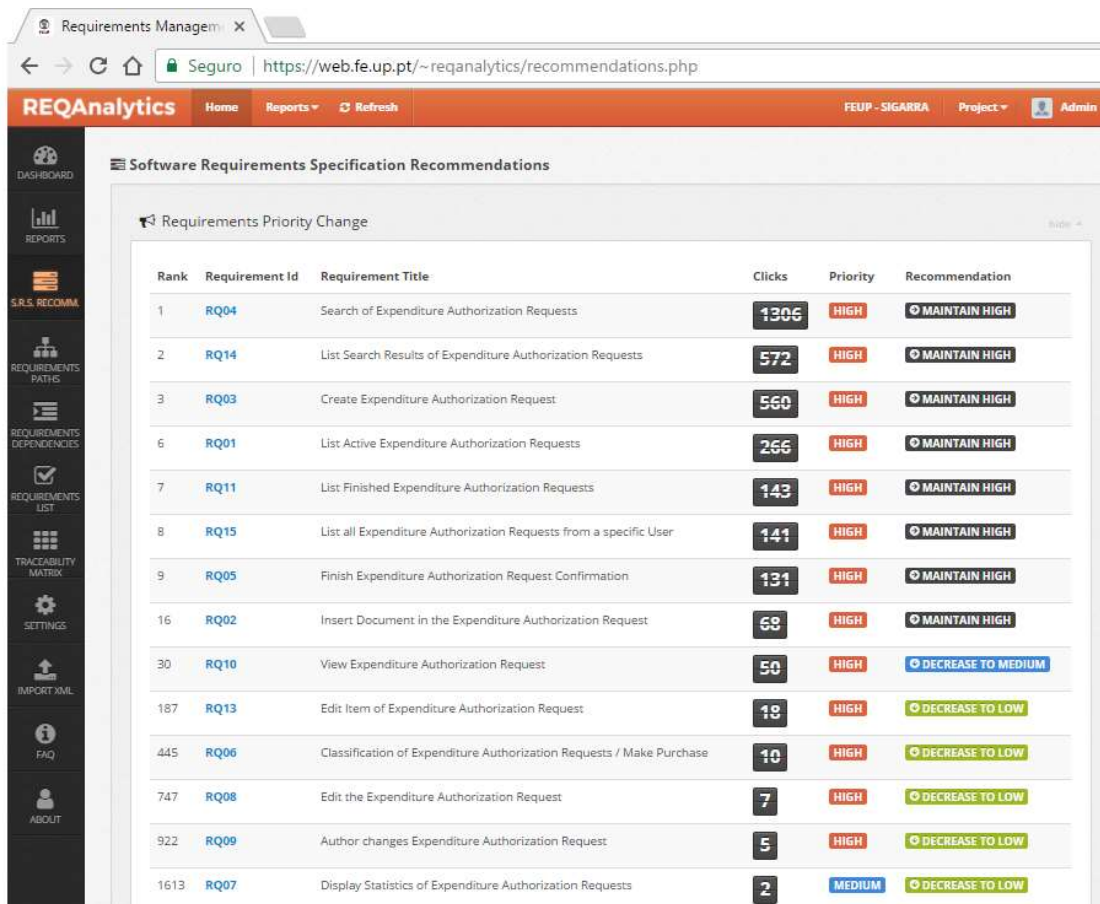 Requirements Managem
Seguro | https://web.fe.up.pt/~reqanalytics/recommendations.php
REQAnalytics Home Reports Refresh FEUP - SIGARRA Project Admin
DASHBOARD
REPORTS
S.R.S. RECOMM.
REQUIREMENTS PATHS
REQUIREMENTS DEPENDENCIES
REQUIREMENTS LIST
TRACEABILITY MATRIX
SETTINGS
IMPORT XML
FAQ
ABOUT
Software Requirements Specification Recommendations
Requirements Priority Change hide
Rank Requirement Id Requirement Title Clicks Priority Recommendation
1 RQ04 Search of Expenditure Authorization Requests 1306 HIGH MAINTAIN HIGH
2 RQ14 List Search Results of Expenditure Authorization Requests 572 HIGH MAINTAIN HIGH
3 RQ03 Create Expenditure Authorization Request 560 HIGH MAINTAIN HIGH
6 RQ01 List Active Expenditure Authorization Requests 266 HIGH MAINTAIN HIGH
7 RQ11 List Finished Expenditure Authorization Requests 143 HIGH MAINTAIN HIGH
8 RQ15 List all Expenditure Authorization Requests from a specific User 141 HIGH MAINTAIN HIGH
9 RQ05 Finish Expenditure Authorization Request Confirmation 131 HIGH MAINTAIN HIGH
16 RQ02 Insert Document in the Expenditure Authorization Request 68 HIGH MAINTAIN HIGH
30 RQ10 View Expenditure Authorization Request 50 HIGH DECREASE TO MEDIUM
187 RQ13 Edit Item of Expenditure Authorization Request 18 HIGH DECREASE TO LOW
445 RQ06 Classification of Expenditure Authorization Requests / Make Purchase 10 HIGH DECREASE TO LOW
747 RQ08 Edit the Expenditure Authorization Request 7 HIGH DECREASE TO LOW
922 RQ09 Author changes Expenditure Authorization Request 5 HIGH DECREASE TO LOW
1613 RQ07 Display Statistics of Expenditure Authorization Requests 2 MEDIUM DECREASE TO LOW